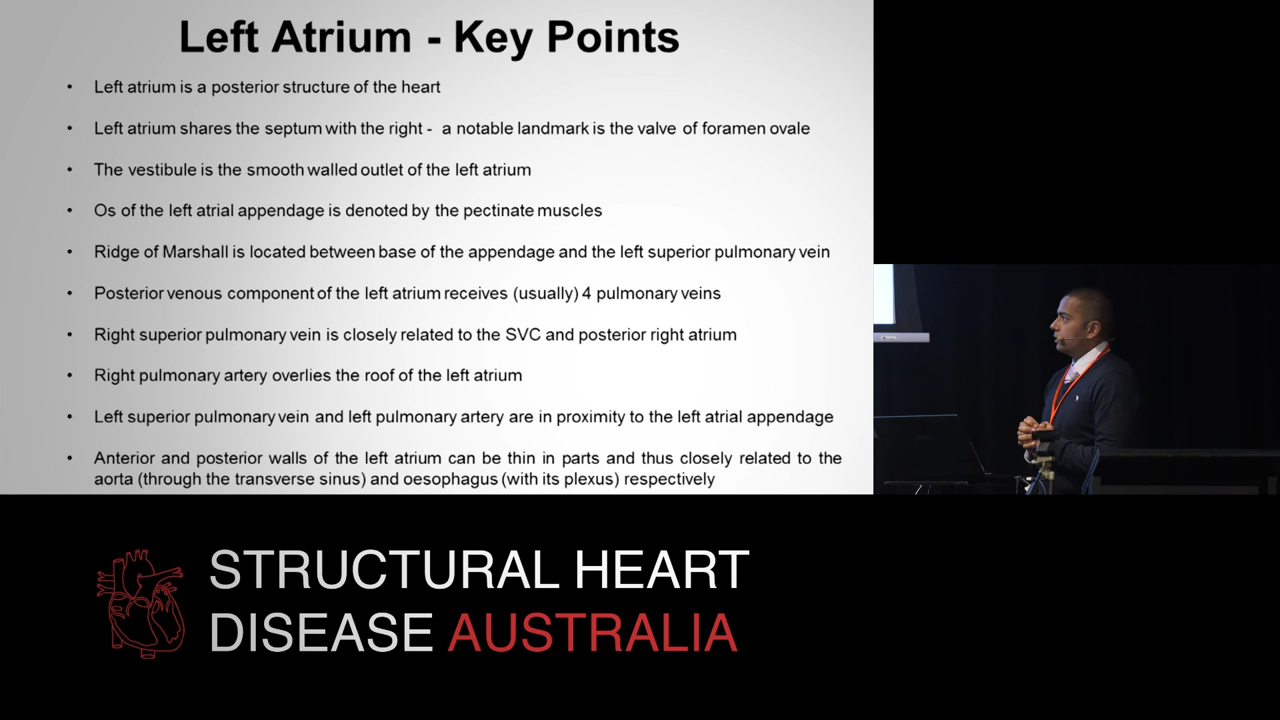 Left Atrium - Key Points
• Left atrium is a posterior structure of the heart
• Left atrium shares the septum with the right - a notable landmark is the valve of foramen ovale
• The vestibule is the smooth walled outlet of the left atrium
• Os of the left atrial appendage is denoted by the pectinate muscles
• Ridge of Marshall is located between base of the appendage and the left superior pulmonary vein
• Posterior venous component of the left atrium receives (usually) 4 pulmonary veins
• Right superior pulmonary vein is closely related to the SVC and posterior right atrium
• Right pulmonary artery overlies the roof of the left atrium
• Left superior pulmonary vein and left pulmonary artery are in proximity to the left atrial appendage
• Anterior and posterior walls of the left atrium can be thin in parts and thus closely related to the
aorta (through the transverse sinus) and oesophagus (with its plexus) respectively
STRUCTURAL HEART
DISEASE AUSTRALIA